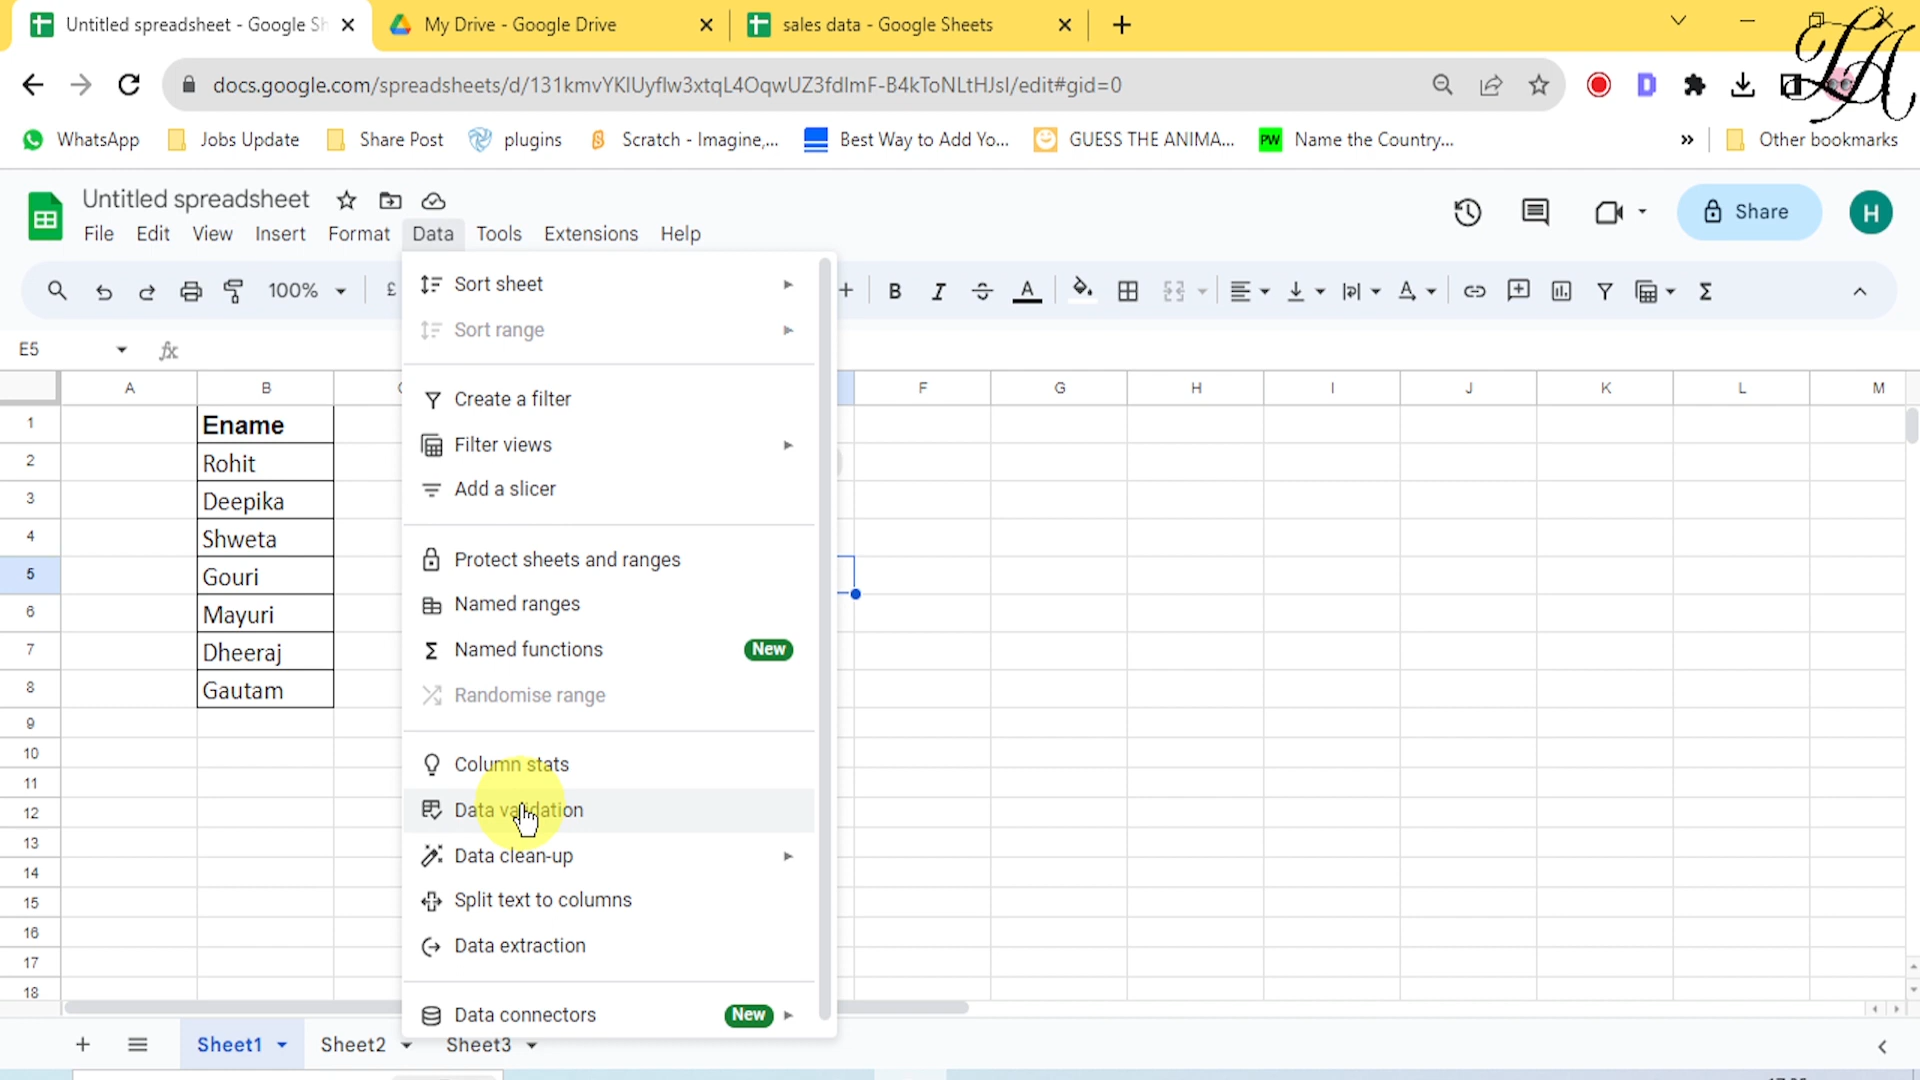 Untitled spreadsheet - Google Sh
My Drive - Google Drive
sales data - Google Sheets
LA
docs.google.com/spreadsheets/d/131kmvYKIUyflw3xtqL4OqwUZ3fdImF-B4kToNLtHJsI/edit#gid=0
WhatsApp
Jobs Update
Share Post
plugins
Scratch - Imagine,...
Best Way to Add Yo...
GUESS THE ANIMA...
PW Name the Country...
» Other bookmarks
Untitled spreadsheet
File Edit View Insert Format Data Tools Extensions Help
Share
H
100% £
E5 fx
A B F G H I J K L M
1 Ename
2 Rohit
3 Deepika
4 Shweta
5 Gouri
6 Mayuri
7 Dheeraj
8 Gautam
9
10
11
12
13
14
15
16
17
18
Sort sheet
Sort range
Create a filter
Filter views
Add a slicer
Protect sheets and ranges
Named ranges
Named functions New
Randomise range
Column stats
Data validation
Data clean-up
Split text to columns
Data extraction
Data connectors New
Sheet1 Sheet2 Sheet3